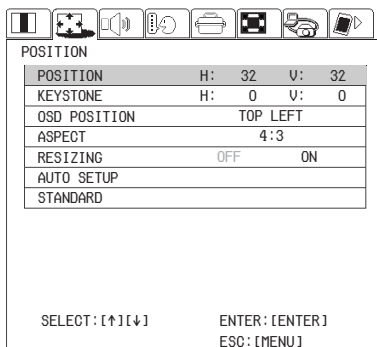 POSITION
POSITION H: 32 V: 32
KEYSTONE H: 0 V: 0
OSD POSITION TOP LEFT
ASPECT 4:3
RESIZING OFF ON
AUTO SETUP
STANDARD
SELECT:[↑][↓] ENTER:[ENTER]
ESC:[MENU]